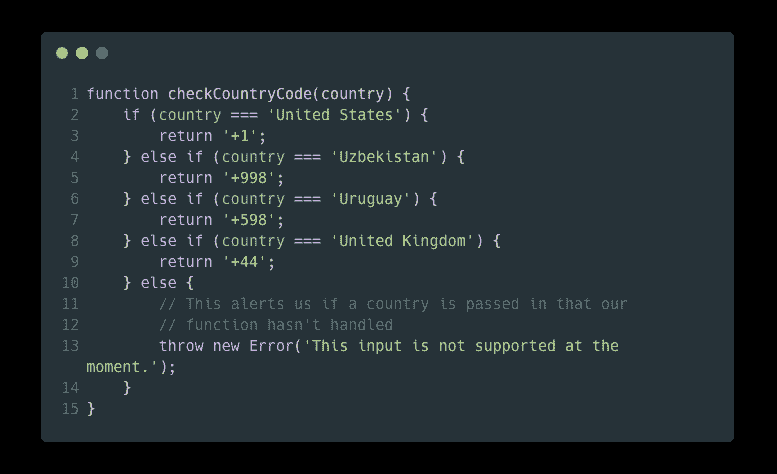 1 function checkCountryCode(country) {
2     if (country === 'United States') {
3         return '+1';
4     } else if (country === 'Uzbekistan') {
5         return '+998';
6     } else if (country === 'Uruguay') {
7         return '+598';
8     } else if (country === 'United Kingdom') {
9         return '+44';
10     } else {
11         // This alerts us if a country is passed in that our
12         // function hasn't handled
13         throw new Error('This input is not supported at the
moment.');
14     }
15 }